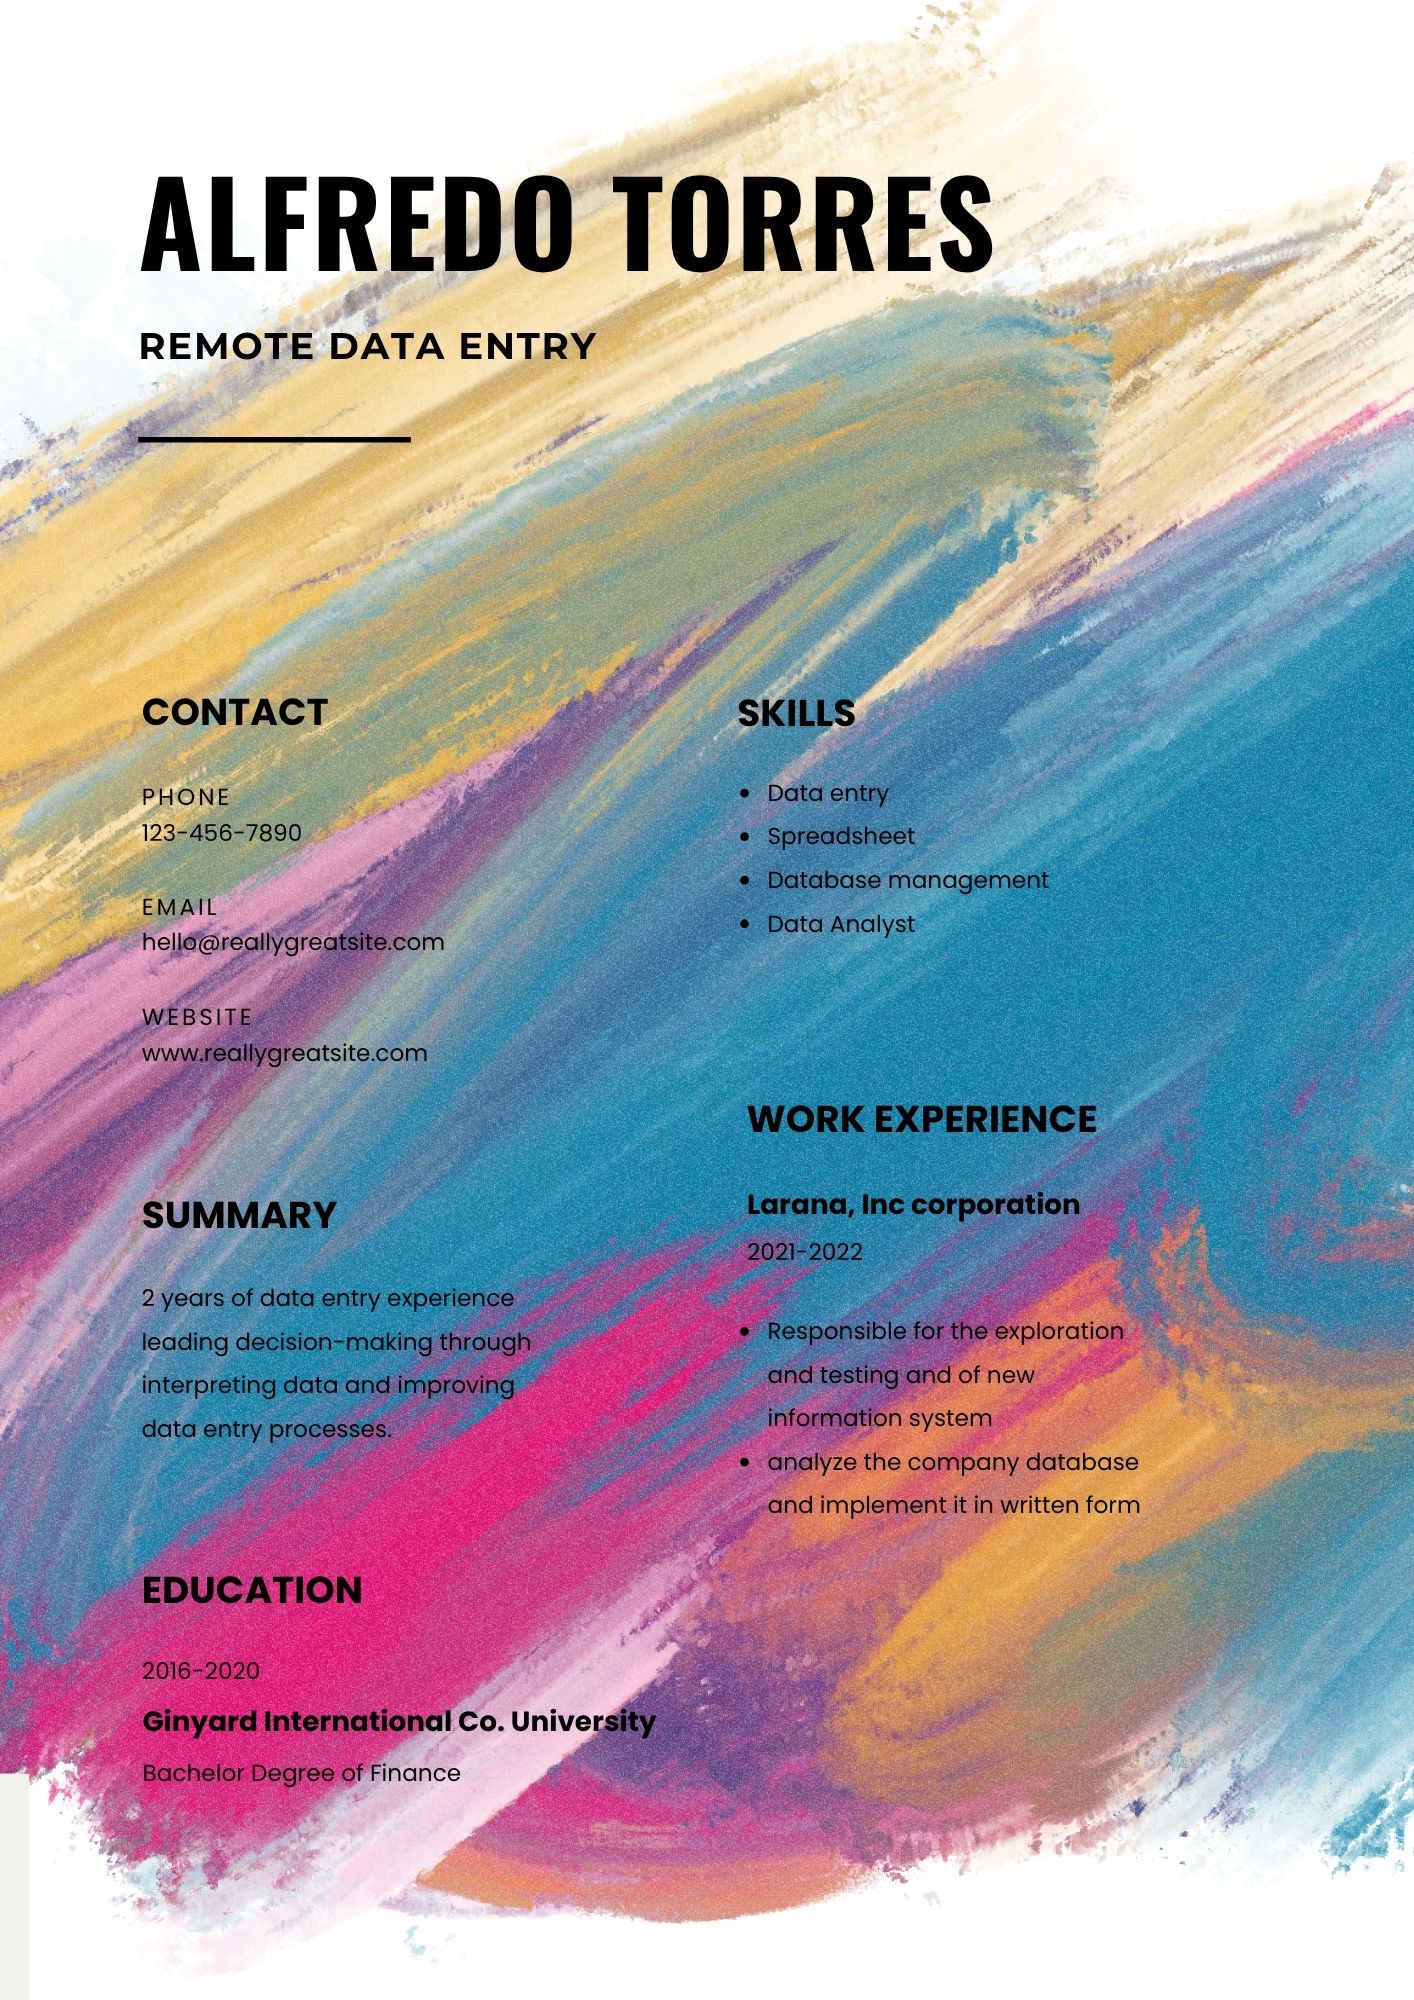 ALFREDO TORRES
REMOTE DATA ENTRY
CONTACT
PHONE
123-456-7890
EMAIL
hello@reallygreatsite.com
WEBSITE
www.reallygreatsite.com
SUMMARY
2 years of data entry experience
leading decision-making through
interpreting data and improving
data entry processes.
EDUCATION
2016-2020
Ginyard International Co. University
Bachelor Degree of Finance
SKILLS
• Data entry
• Spreadsheet
• Database management
• Data Analyst
WORK EXPERIENCE
Larana, Inc corporation
2021-2022
• Responsible for the exploration
and testing and of new
information system
• analyze the company database
and implement it in written form